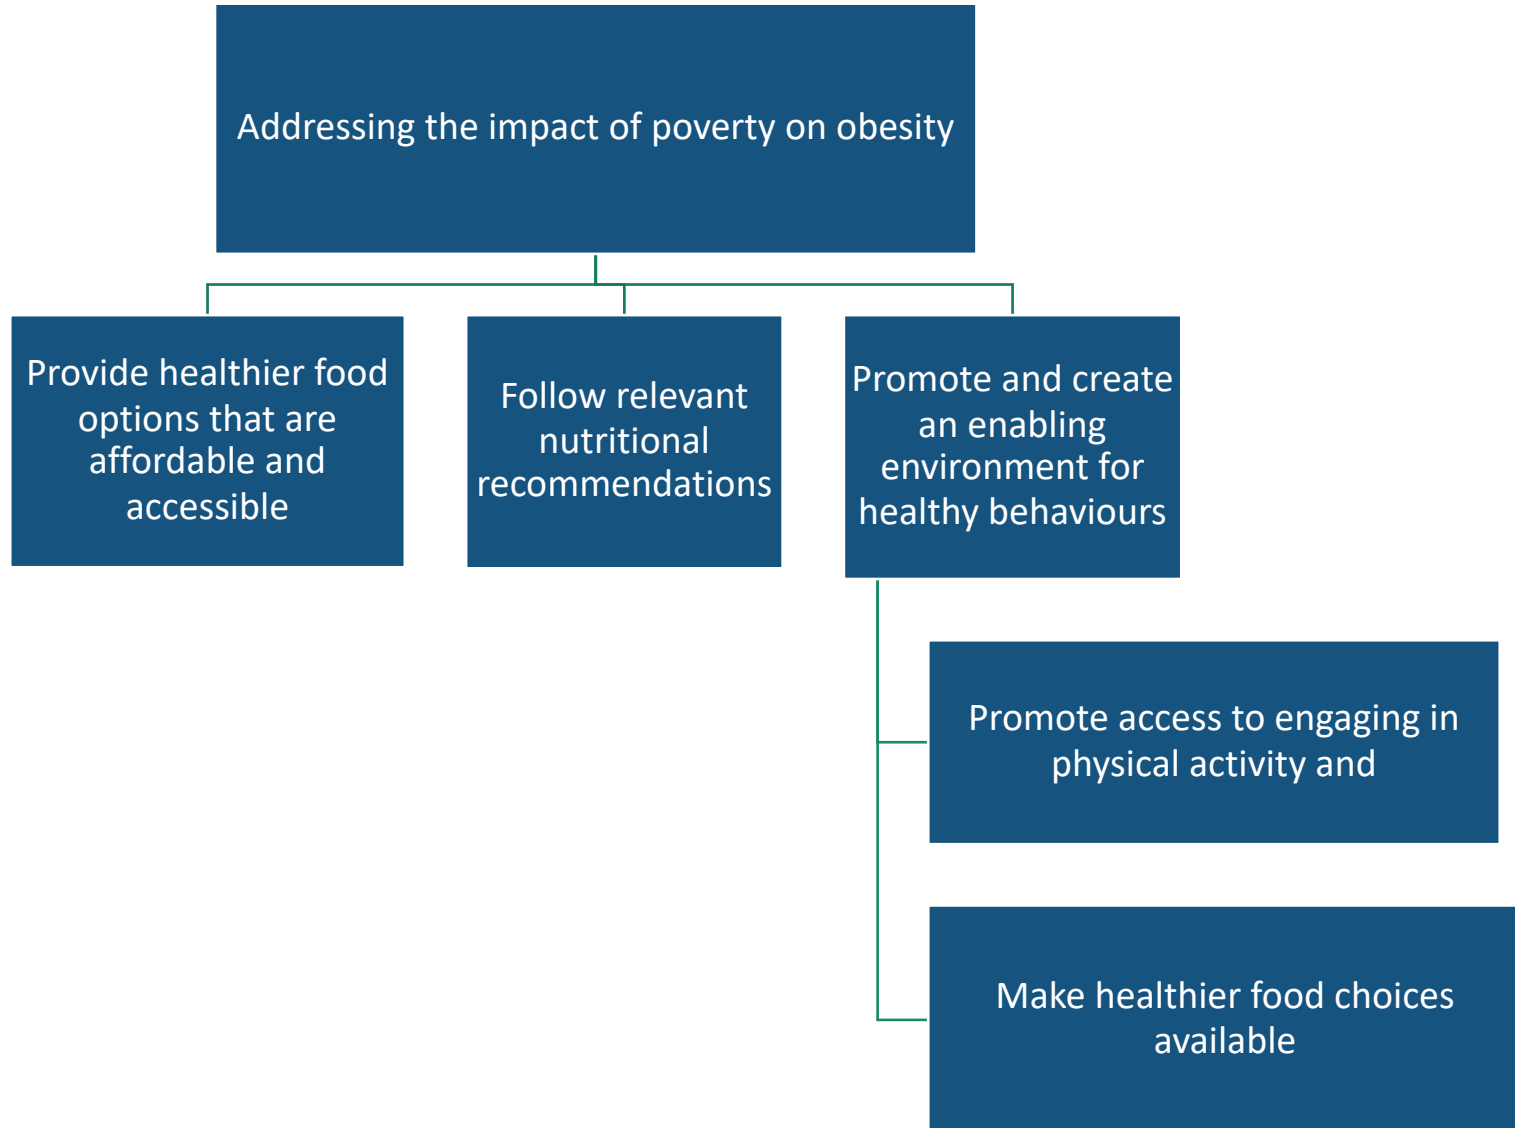 Addressing the impact of poverty on obesity
Provide healthier food
options that are
affordable and
accessible
Follow relevant
nutritional
recommendations
Promote and create
an enabling
environment for
healthy behaviours
Promote access to engaging in
physical activity and
Make healthier food choices
available